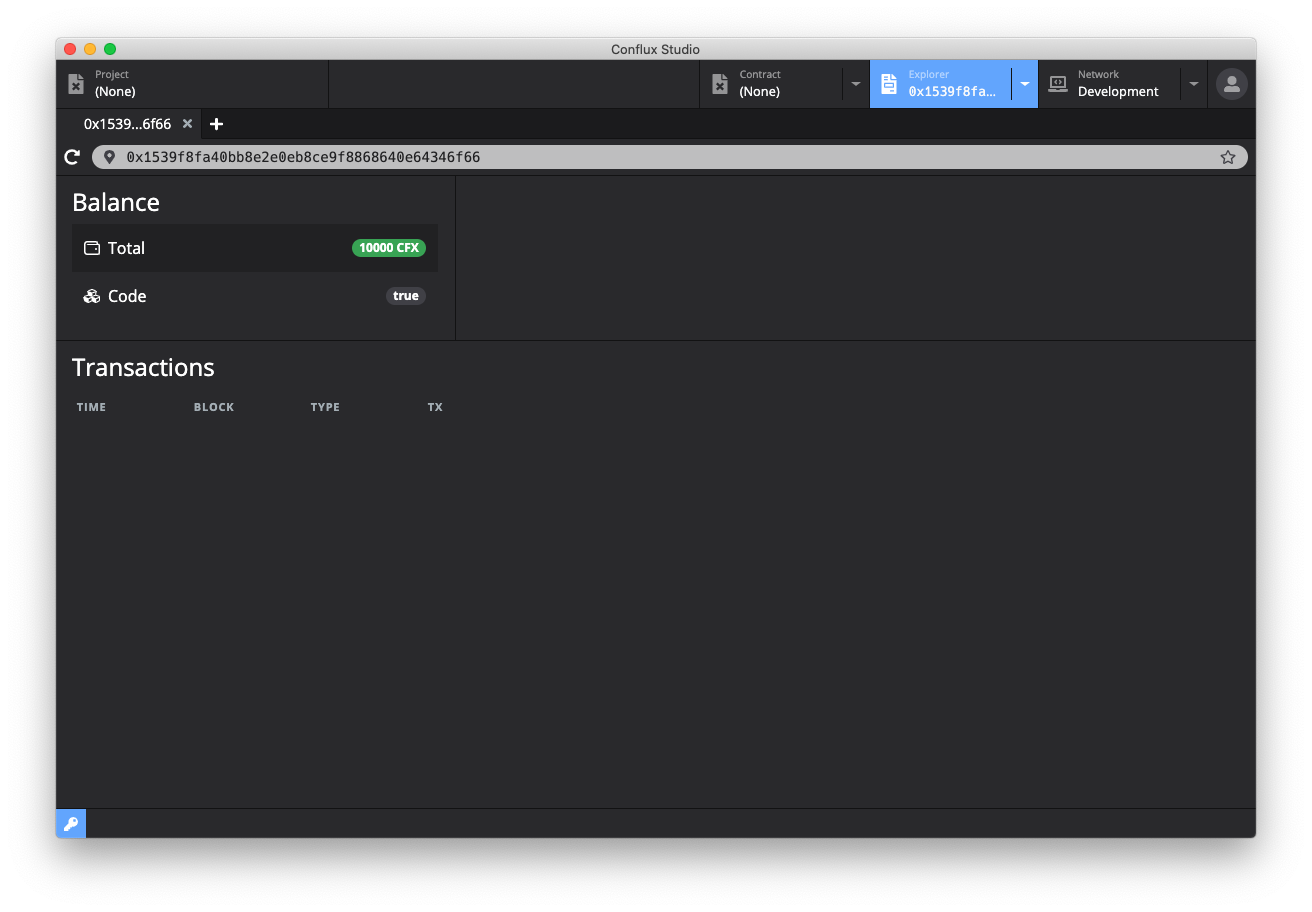 Conflux Studio
Project
(None)
Contract
(None)
Explorer
0x1539f8fa...
Network
Development
0x1539...6f66
0x1539f8fa40bb8e2e0eb8ce9f8868640e64346f66
Balance
Total 10000 CFX
Code true
Transactions
TIME BLOCK TYPE TX